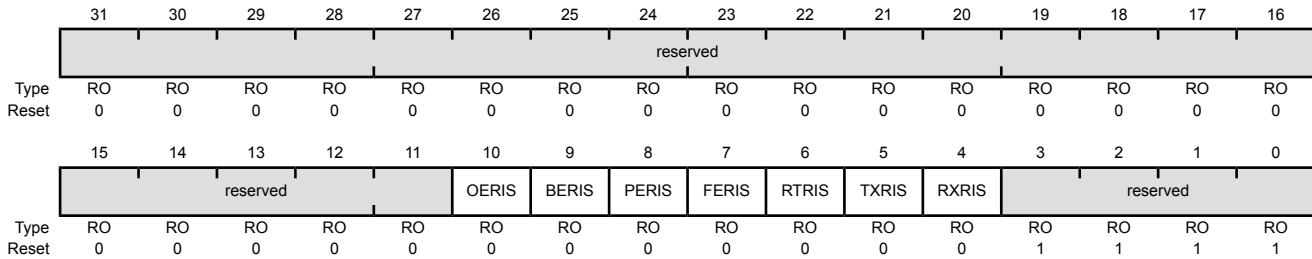 31 30 29 28 27 26 25 24 23 22 21 20 19 18 17 16
reserved
Type RO RO RO RO RO RO RO RO RO RO RO RO RO RO RO RO
Reset 0 0 0 0 0 0 0 0 0 0 0 0 0 0 0 0
15 14 13 12 11 10 9 8 7 6 5 4 3 2 1 0
reserved OERIS BERIS PERIS FERIS RTRIS TXRIS RXRIS reserved
Type RO RO RO RO RO RO RO RO RO RO RO RO RO RO RO RO
Reset 0 0 0 0 0 0 0 0 0 0 0 0 1 1 1 1